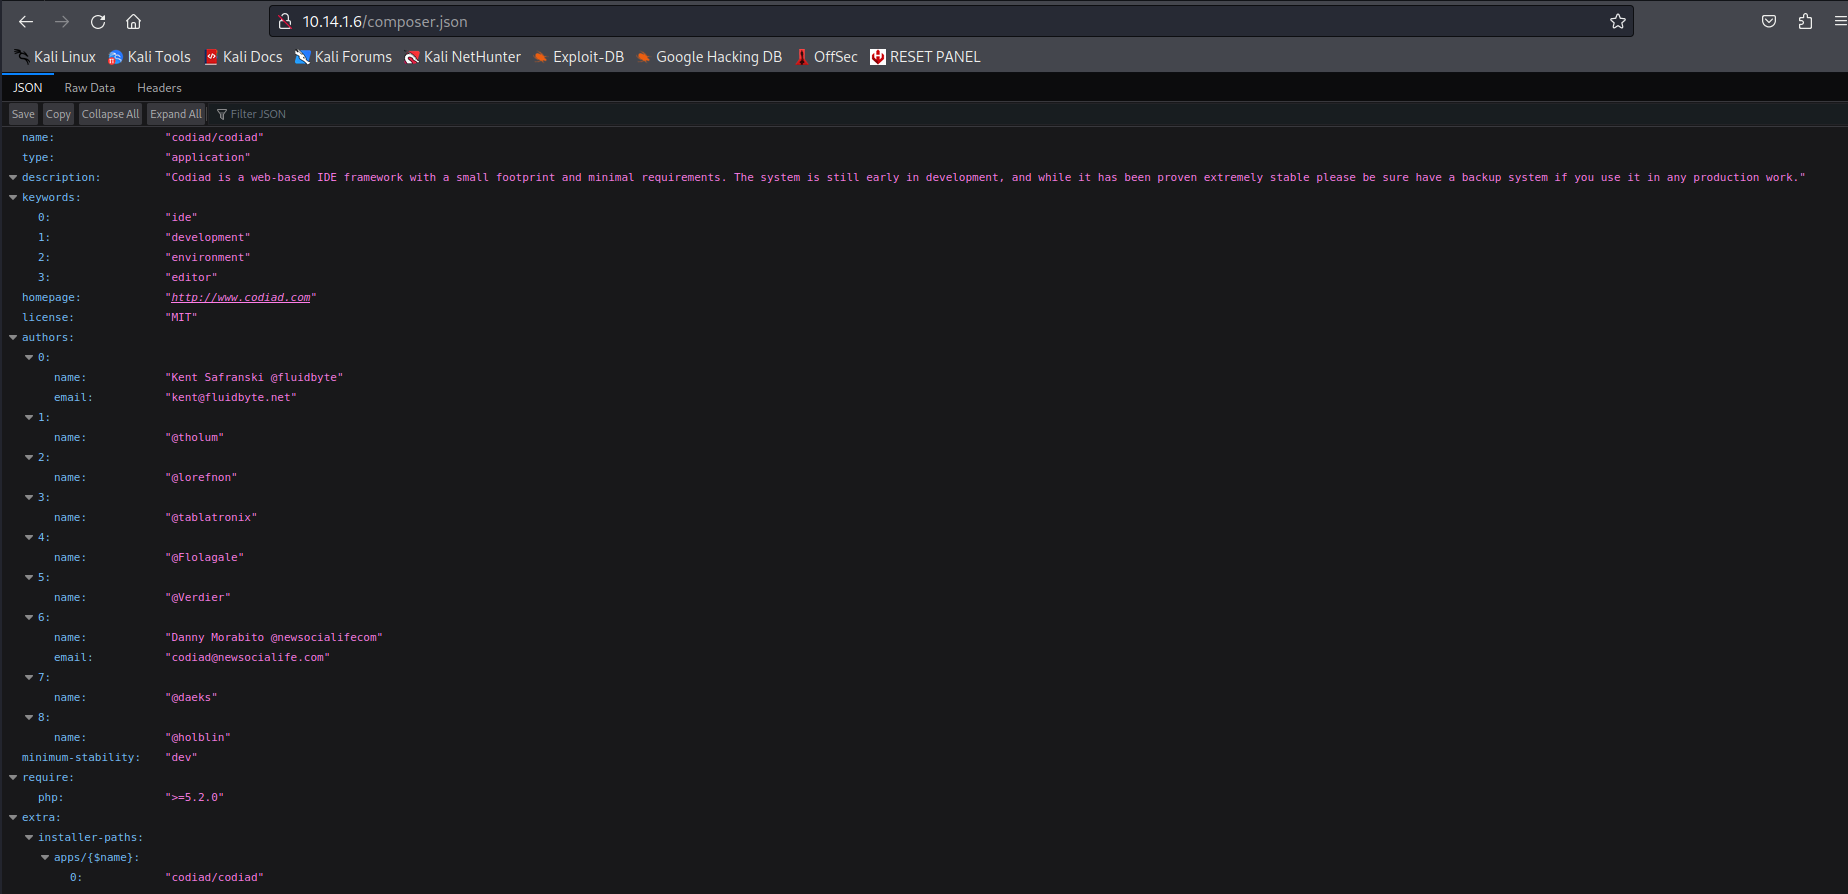 10.14.1.6/composer.json
Kali Linux Kali Tools Kali Docs Kali Forums Kali NetHunter Exploit-DB Google Hacking DB OffSec RESET PANEL
JSON Raw Data Headers
Save Copy Collapse All Expand All Filter JSON
name: "codiad/codiad"
type: "application"
description: "Codiad is a web-based IDE framework with a small footprint and minimal requirements. The system is still early in development, and while it has been proven extremely stable please be sure have a backup system if you use it in any production work."
keywords:
0: "ide"
1: "development"
2: "environment"
3: "editor"
homepage: "http://www.codiad.com"
license: "MIT"
authors:
0:
name: "Kent Safranski @fluidbyte"
email: "kent@fluidbyte.net"
1:
name: "@tholum"
2:
name: "@lorefnon"
3:
name: "@tablatronix"
4:
name: "@Flolagale"
5:
name: "@Verdier"
6:
name: "Danny Morabito @newsocialifecom"
email: "codiad@newsocialife.com"
7:
name: "@daeks"
8:
name: "@holblin"
minimum-stability: "dev"
require:
php: ">=5.2.0"
extra:
installer-paths:
apps/{$name}:
0: "codiad/codiad"